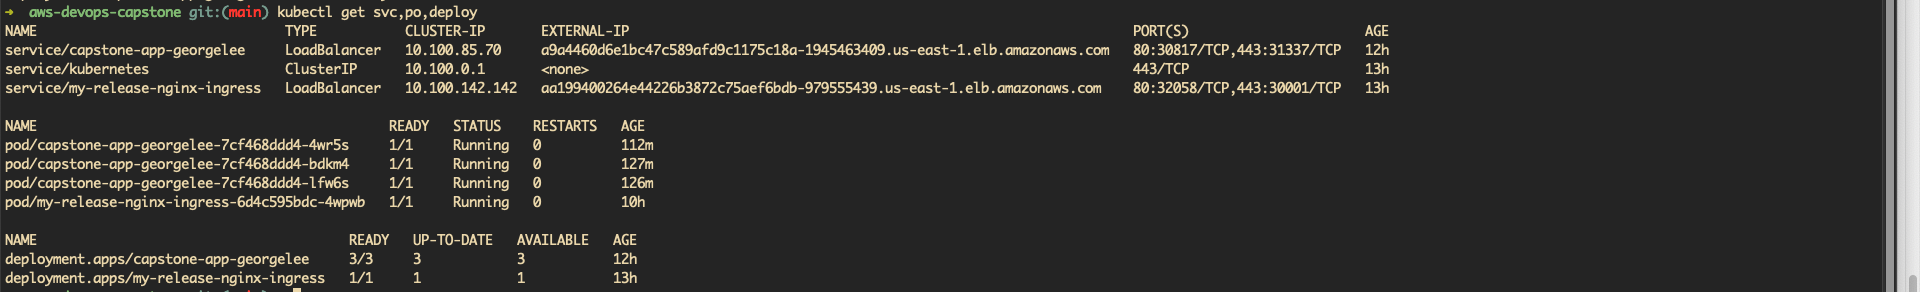 → aws-devops-capstone git:(main) kubectl get svc,po,deploy
NAME TYPE CLUSTER-IP EXTERNAL-IP PORT(S) AGE
service/capstone-app-georgelee LoadBalancer 10.100.85.70 a9a4460d6e1bc47c589afd9c1175c18a-1945463409.us-east-1.elb.amazonaws.com 80:30817/TCP,443:31337/TCP 12h
service/kubernetes ClusterIP 10.100.0.1 <none> 443/TCP 13h
service/my-release-nginx-ingress LoadBalancer 10.100.142.142 aa199400264e44226b3872c75aef6bdb-979555439.us-east-1.elb.amazonaws.com 80:32058/TCP,443:30001/TCP 13h
NAME READY STATUS RESTARTS AGE
pod/capstone-app-georgelee-7cf468ddd4-4wr5s 1/1 Running 0 112m
pod/capstone-app-georgelee-7cf468ddd4-bdkm4 1/1 Running 0 127m
pod/capstone-app-georgelee-7cf468ddd4-lfw6s 1/1 Running 0 126m
pod/my-release-nginx-ingress-6d4c595bdc-4wpwb 1/1 Running 0 10h
NAME READY UP-TO-DATE AVAILABLE AGE
deployment.apps/capstone-app-georgelee 3/3 3 3 12h
deployment.apps/my-release-nginx-ingress 1/1 1 1 13h